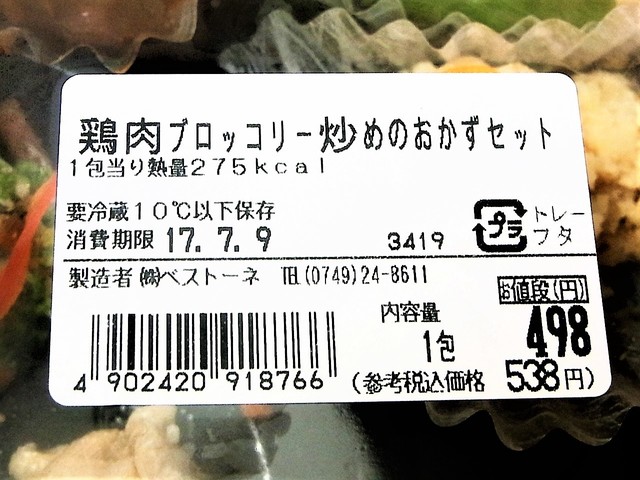 鶏肉ブロッコリー炒めのおかずセット
1包当り熱量275kcal
要冷蔵10℃以下保存
消費期限 17. 7. 9
3419
プラ
トレー
フタ
製造者 ㈱ベストーネ TEL(0749)24-8611
お値段(円)
内容量
498
1包
4 902420 918766
(参考税込価格 538円)